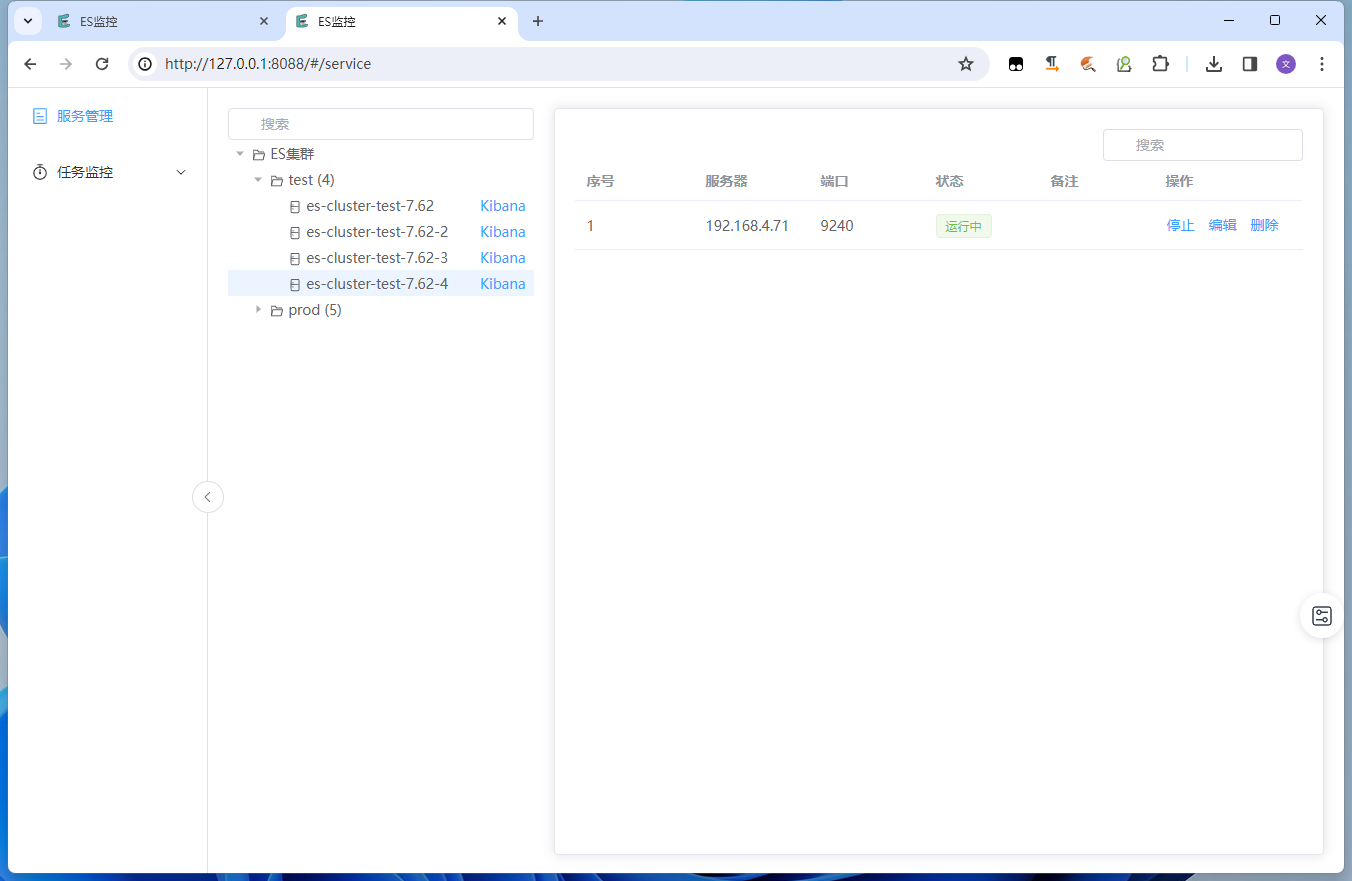 ES监控
ES监控
http://127.0.0.1:8088/#/service
文
服务管理
任务监控
搜索
ES集群
test (4)
es-cluster-test-7.62 Kibana
es-cluster-test-7.62-2 Kibana
es-cluster-test-7.62-3 Kibana
es-cluster-test-7.62-4 Kibana
prod (5)
搜索
序号 服务器 端口 状态 备注 操作
1 192.168.4.71 9240 运行中 停止 编辑 删除